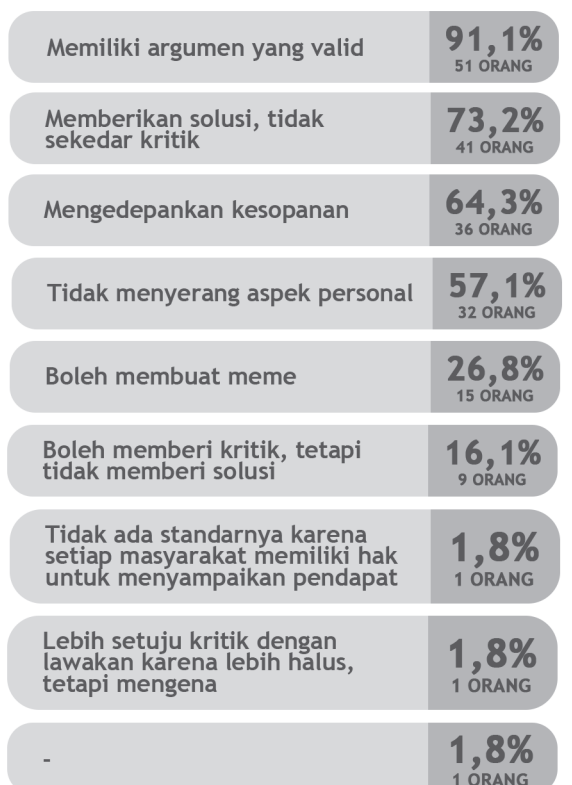 Memiliki argumen yang valid
91,1%
51 ORANG
Memberikan solusi, tidak
sekedar kritik
73,2%
41 ORANG
Mengedepankan kesopanan
64,3%
36 ORANG
Tidak menyerang aspek personal
57,1%
32 ORANG
Boleh membuat meme
26,8%
15 ORANG
Boleh memberi kritik, tetapi
tidak memberi solusi
16,1%
9 ORANG
Tidak ada standarnya karena
setiap masyarakat memiliki hak
untuk menyampaikan pendapat
1,8%
1 ORANG
Lebih setuju kritik dengan
lawakan karena lebih halus,
tetapi mengena
1,8%
1 ORANG
-
1,8%
1 ORANG